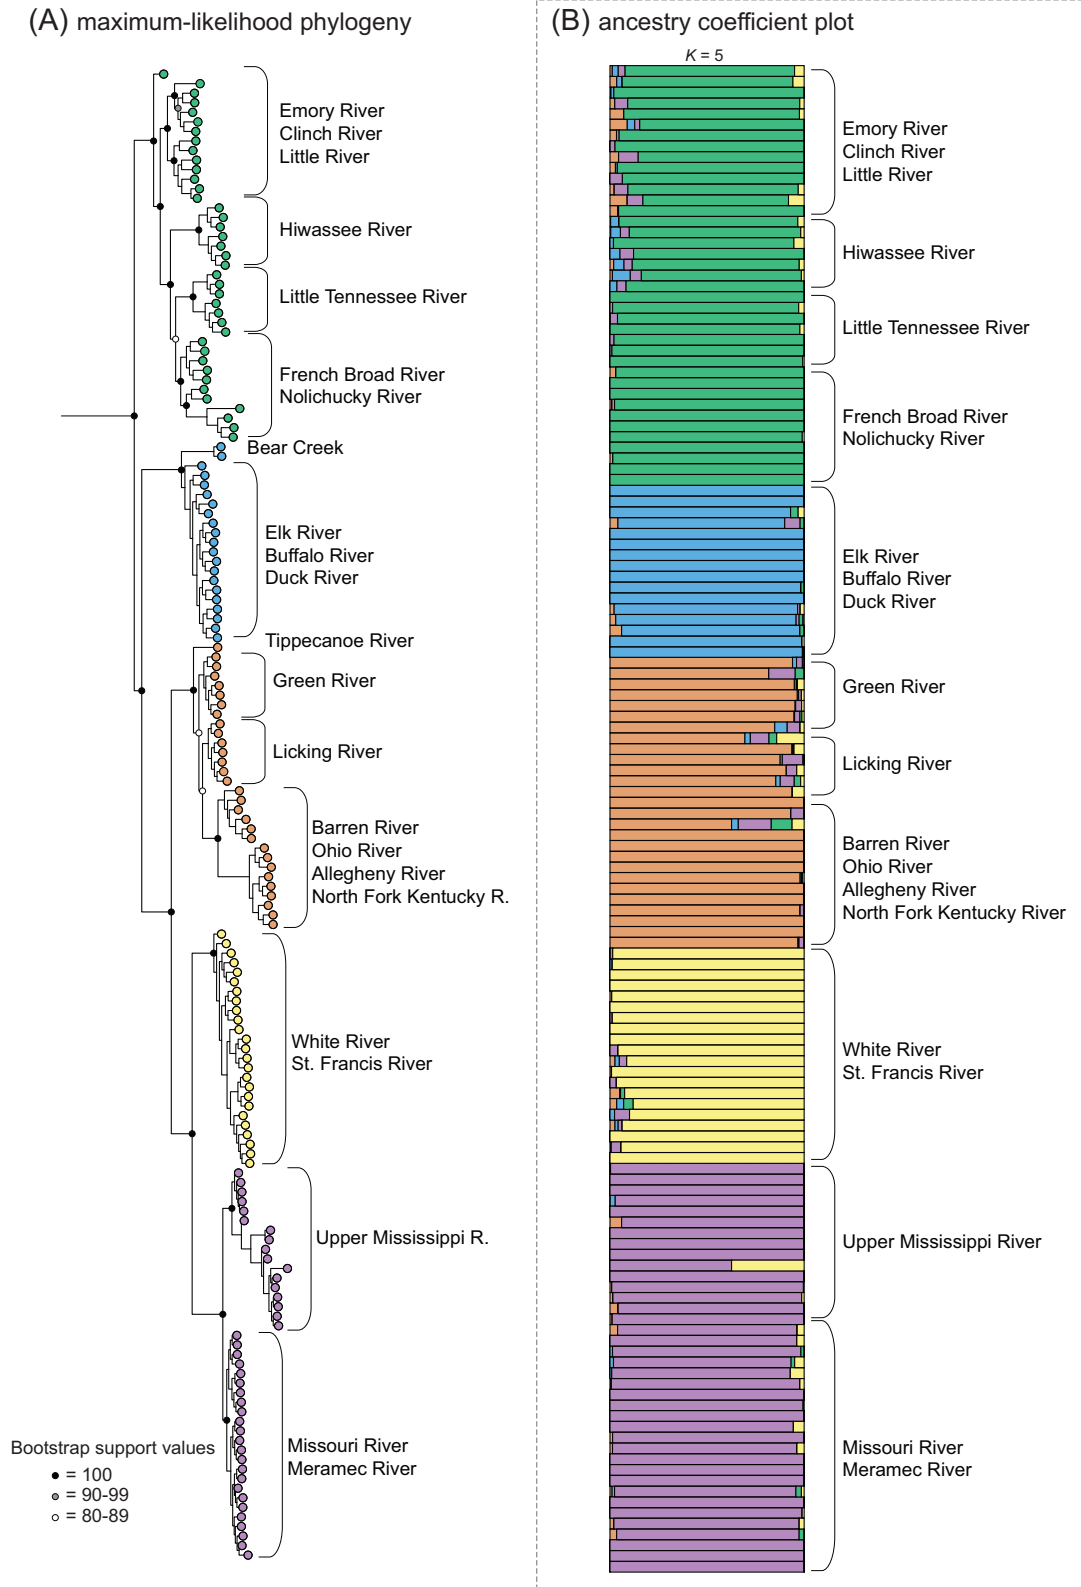 (A) maximum-likelihood phylogeny
Emory River
Clinch River
Little River
Hiwassee River
Little Tennessee River
French Broad River
Nolichucky River
Bear Creek
Elk River
Buffalo River
Duck River
Tippecanoe River
Green River
Licking River
Barren River
Ohio River
Allegheny River
North Fork Kentucky R.
White River
St. Francis River
Upper Mississippi R.
Missouri River
Meramec River
Bootstrap support values
= 100
= 90-99
= 80-89
(B) ancestry coefficient plot
K = 5
Emory River
Clinch River
Little River
Hiwassee River
Little Tennessee River
French Broad River
Nolichucky River
Elk River
Buffalo River
Duck River
Green River
Licking River
Barren River
Ohio River
Allegheny River
North Fork Kentucky River
White River
St. Francis River
Upper Mississippi River
Missouri River
Meramec River